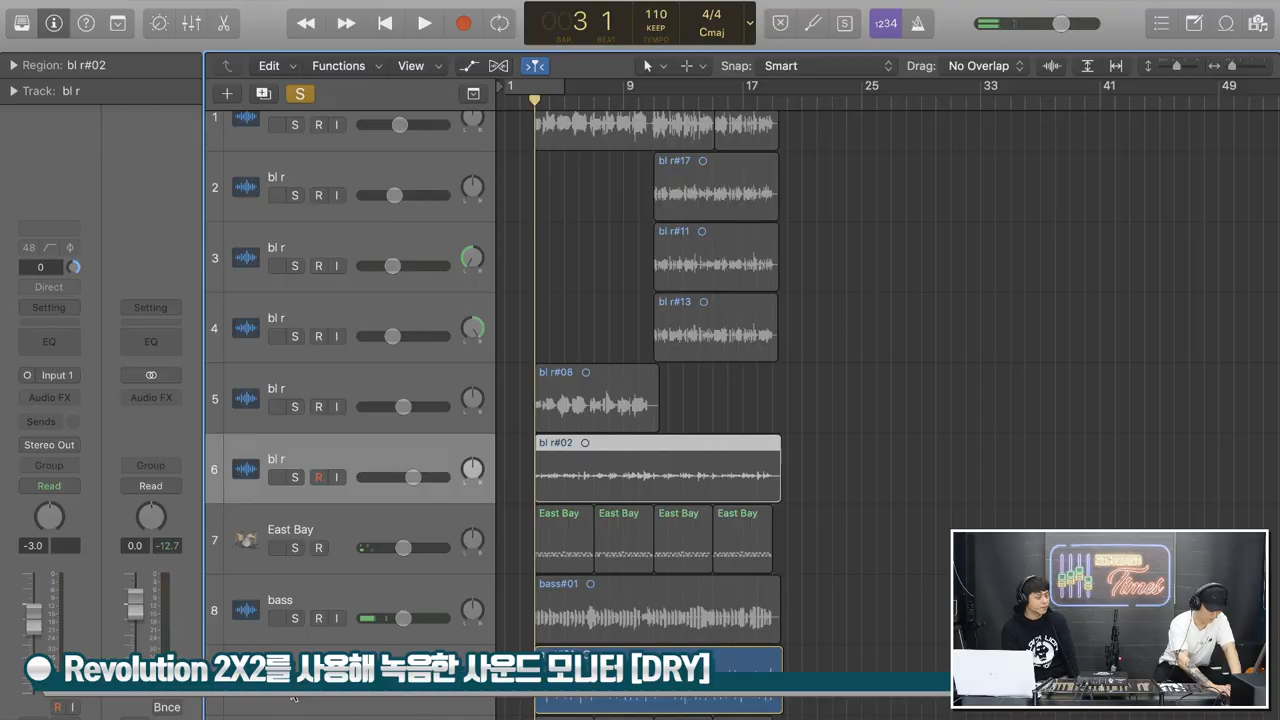 3 1
BAR BEAT
110
KEEP
TEMPO
4/4
Cmaj
1234
S
Region: bl r#02
Track: bl r
Edit
Functions
View
Snap: Smart
Drag: No Overlap
S
1 9 17 25 33 41 49
1
S R I
bl r#17
2
bl r
S R I
bl r#11
3
bl r
S R I
bl r#13
4
bl r
S R I
bl r#08
5
bl r
S R I
bl r#02
6
bl r
S R I
East Bay
East Bay
East Bay
East Bay
7
East Bay
S R
bass#01
8
bass
S R I
48
0
Direct
Setting
Setting
EQ
EQ
Input 1
Audio FX
Audio FX
Sends
Stereo Out
Group
Group
Read
Read
-3.0
0.0 -12.7
R I
Bnce
Revolution 2X2를 사용해 녹음한 사운드 모니터 [DRY]
Times